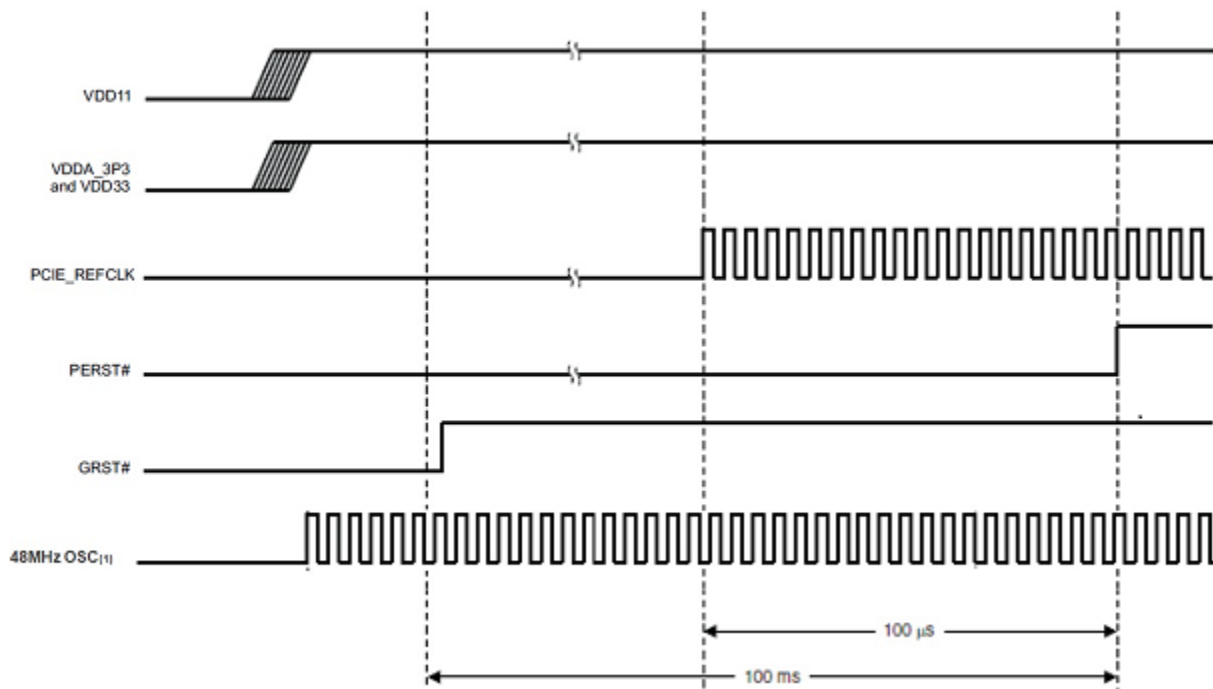 VDD11
VDDA_3P3
and VDD33
PCIE_REFCLK
PERST#
GRST#
48MHz OSC[1]
100 µs
100 ms